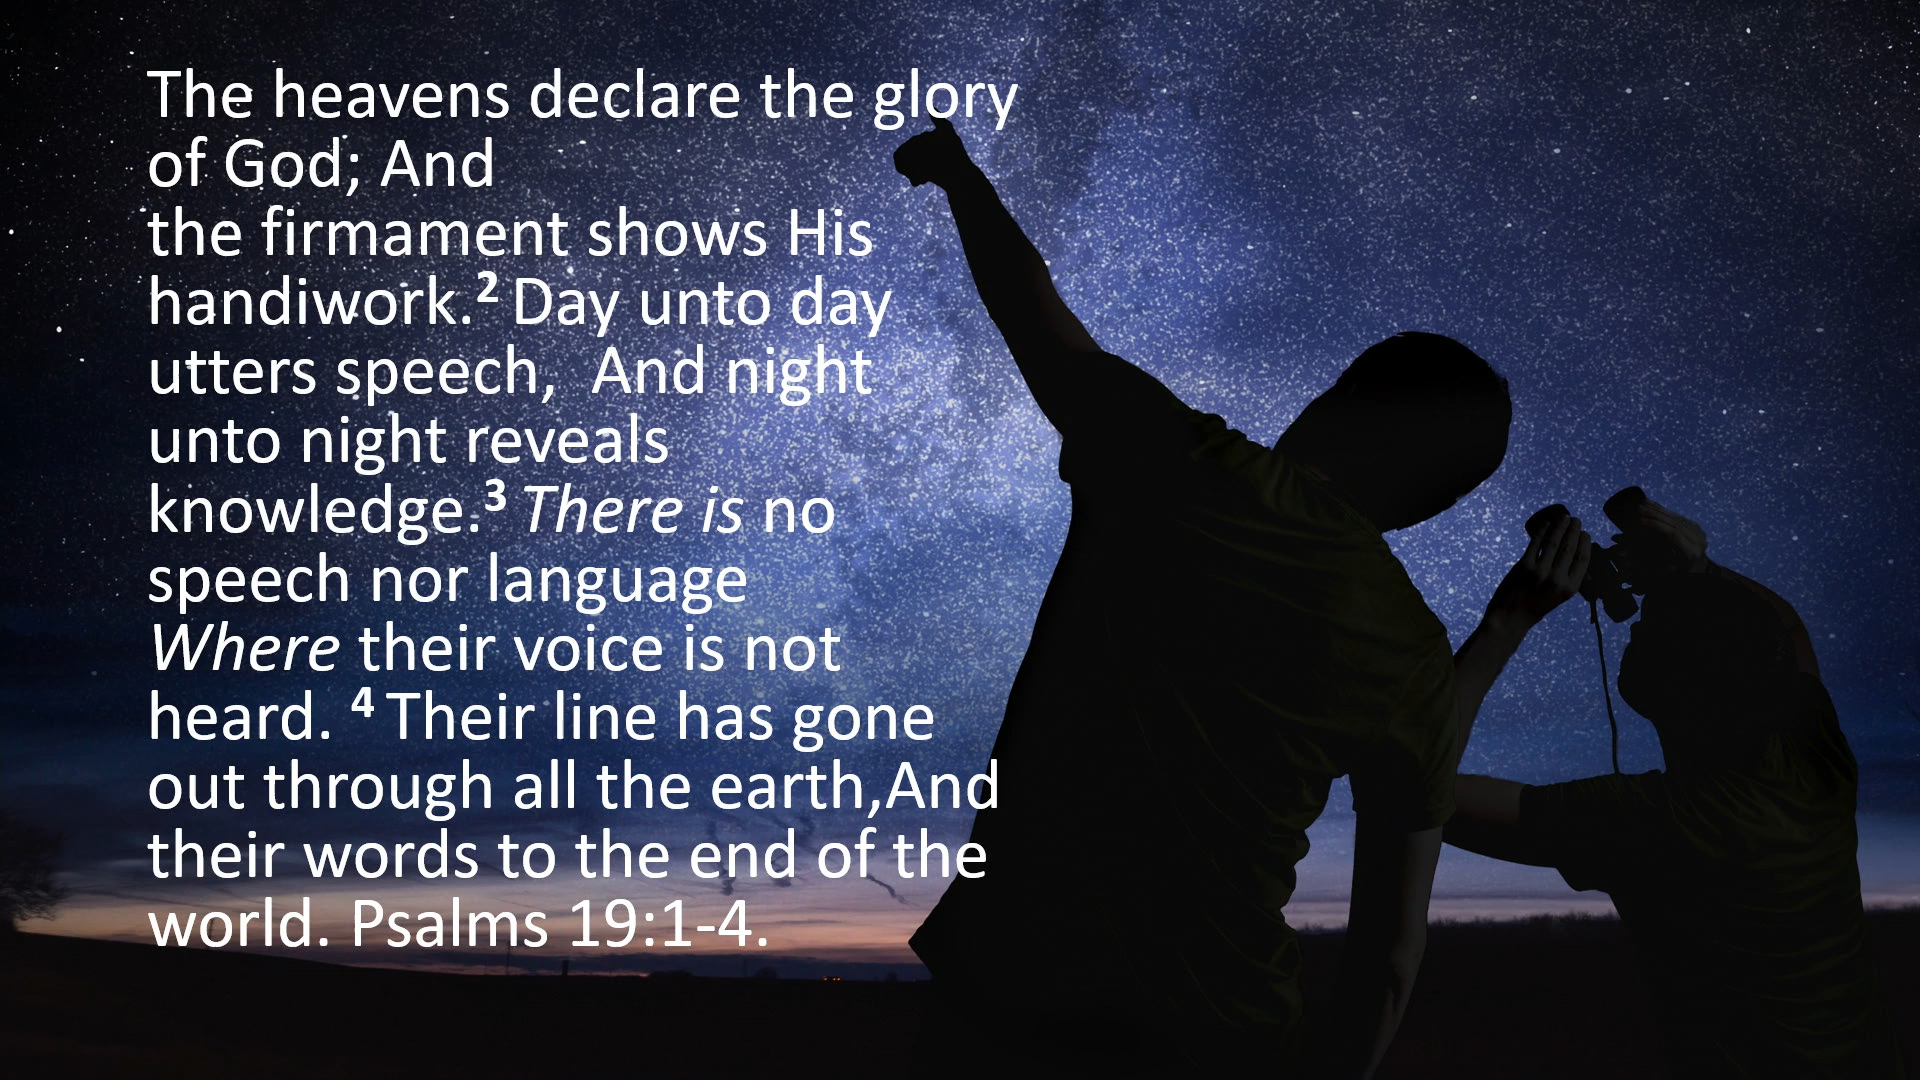 The heavens declare the glory
of God; And
the firmament shows His
handiwork.² Day unto day
utters speech,  And night
unto night reveals
knowledge.³ There is no
speech nor language
Where their voice is not
heard. ⁴ Their line has gone
out through all the earth,And
their words to the end of the
world. Psalms 19:1-4.